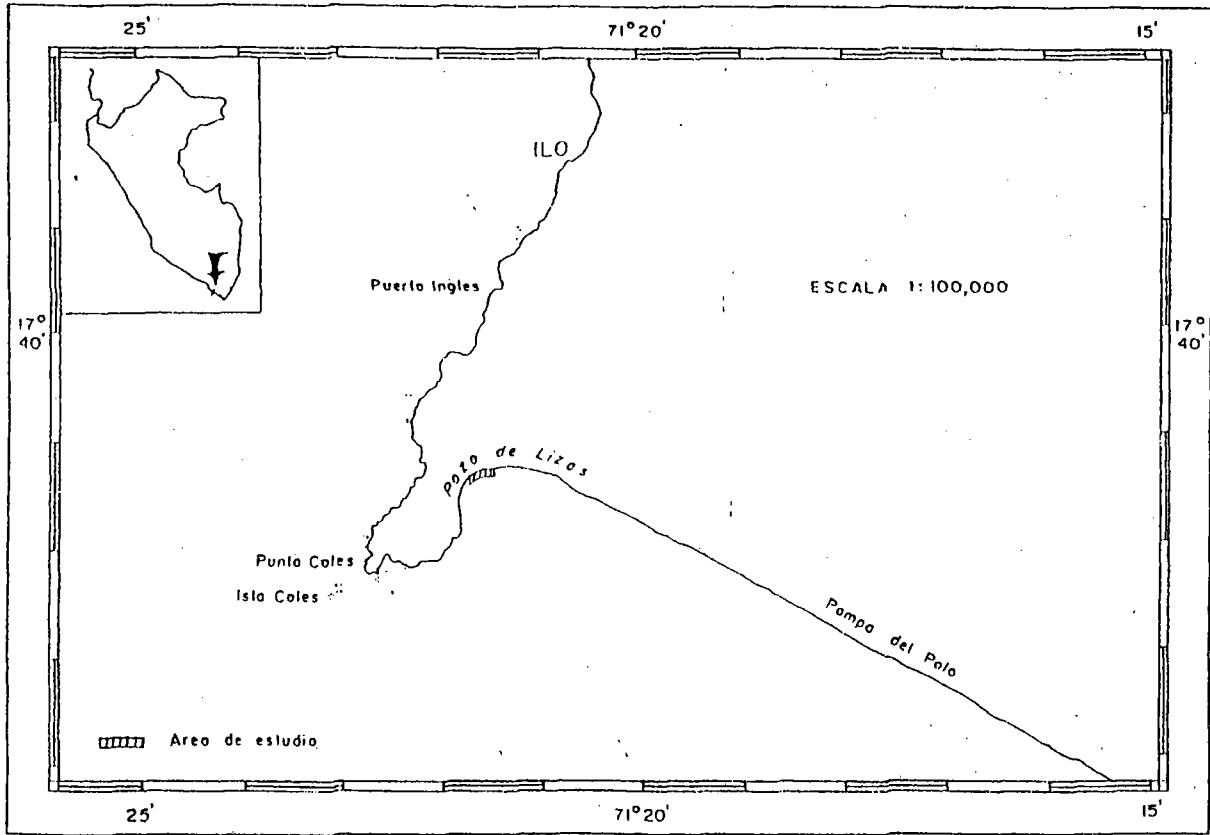 25' 71°20' 15'
ILO
Puerto Ingles
ESCALA 1:100,000
17° 40'
17° 40'
Pozo de Lizas
Punta Coles
Isla Coles
Pampa del Palo
Area de estudio
25' 71°20' 15'